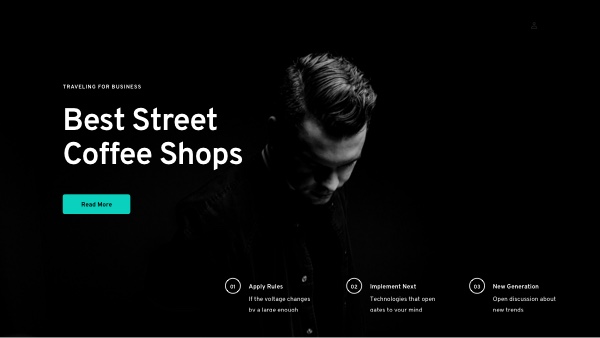 TRAVELING FOR BUSINESS
Best Street
Coffee Shops
Read More
01
Apply Rules
If the voltage changes
by a large enough
02
Implement Next
Technologies that open
gates to your mind
03
New Generation
Open discussion about
new trends